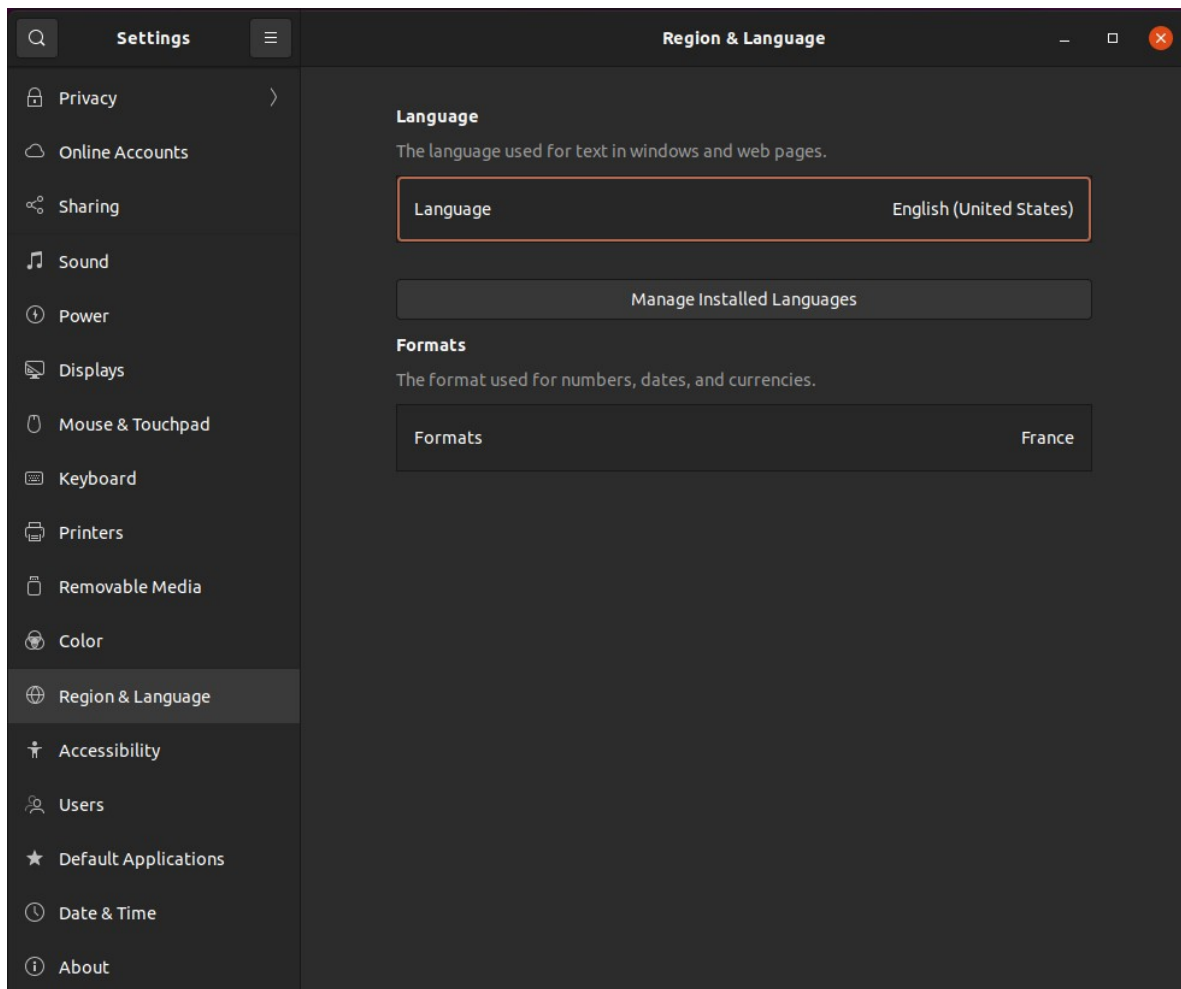 Settings
Region & Language
Privacy
Online Accounts
Sharing
Sound
Power
Displays
Mouse & Touchpad
Keyboard
Printers
Removable Media
Color
Region & Language
Accessibility
Users
Default Applications
Date & Time
About
Language
The language used for text in windows and web pages.
Language English (United States)
Manage Installed Languages
Formats
The format used for numbers, dates, and currencies.
Formats France